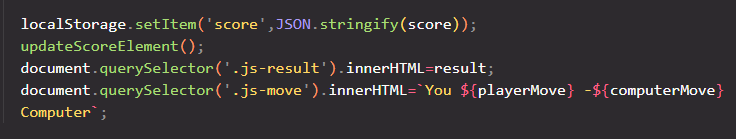 localStorage.setItem('score',JSON.stringify(score));
updateScoreElement();
document.querySelector('.js-result').innerHTML=result;
document.querySelector('.js-move').innerHTML=`You ${playerMove} -${computerMove}
Computer`;